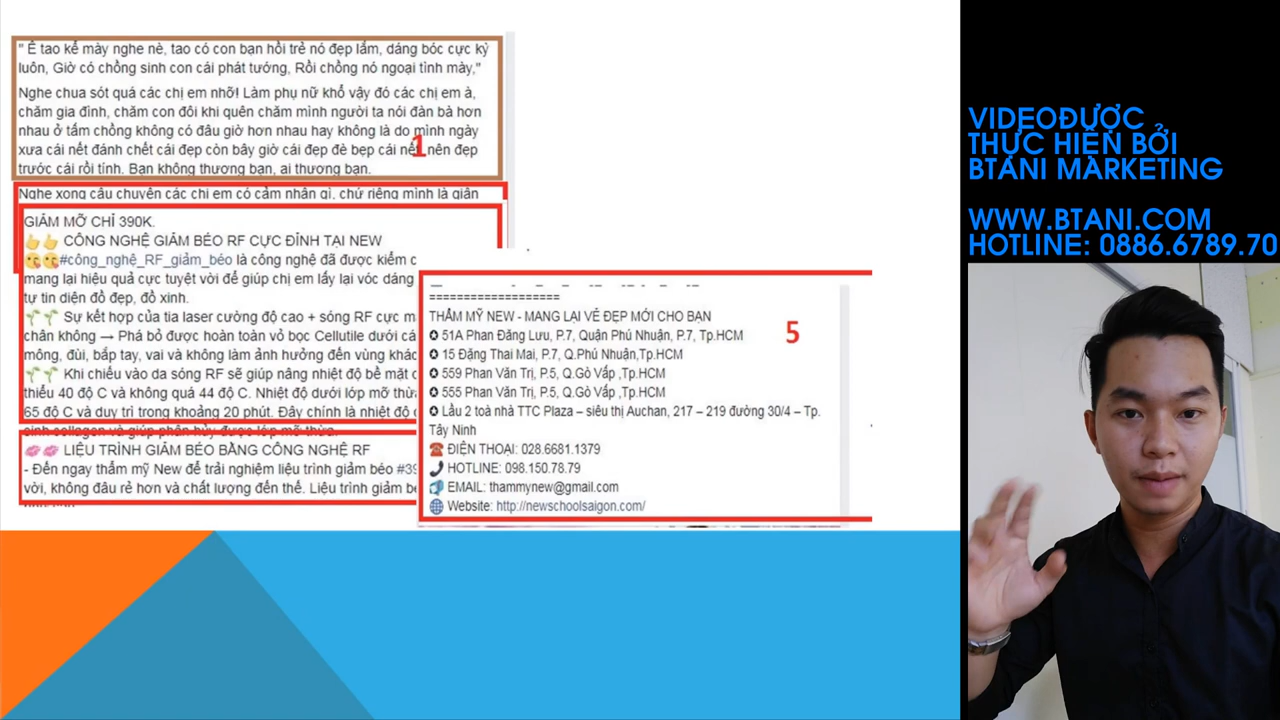 " Ê tao kể mày nghe nè, tao có con bạn hồi trẻ nó đẹp lắm, dáng bóc cực kỳ
luôn, Giờ có chồng sinh con cái phát tướng, Rồi chồng nó ngoại tình mày,"
Nghe chua sót quá các chị em nhỡ! Làm phụ nữ khổ vậy đó các chị em à,
chăm gia đình, chăm con đôi khi quên chăm mình người ta nói đàn bà hơn
nhau ở tấm chồng không có đâu giờ hơn nhau hay không là do mình ngày
xưa cái nết đánh chết cái đẹp còn bây giờ cái đẹp đè bẹp cái nết nên đẹp
trước cái rồi tính. Bạn không thương bạn, ai thương bạn.
1
Nghe xong câu chuyện các chị em có cảm nhận gì, chứ riêng mình là giận
GIẢM MỠ CHỈ 390K.
👍👍 CÔNG NGHỆ GIẢM BÉO RF CỰC ĐỈNH TẠI NEW
😘😘#công_nghệ_RF_giảm_béo là công nghệ đã được kiểm
mang lại hiệu quả cực tuyệt vời để giúp chị em lấy lại vóc dáng
tự tin diện đồ đẹp, đồ xinh.
🌱🌱 Sự kết hợp của tia laser cường độ cao + sóng RF cực
chân không → Phá bỏ được hoàn toàn vỏ bọc Cellutile dưới
mông, đùi, bắp tay, vai và không làm ảnh hưởng đến vùng
🌱🌱 Khi chiếu vào da sóng RF sẽ giúp nâng nhiệt độ bề mặt
thiểu 40 độ C và không quá 44 độ C. Nhiệt độ dưới lớp mỡ
65 độ C và duy trì trong khoảng 20 phút. Đây chính là nhiệt độ
sinh collagen và giúp phân hủy được lớp mỡ thừa.
💋💋 LIỆU TRÌNH GIẢM BÉO BẰNG CÔNG NGHỆ RF
- Đến ngay thẩm mỹ New để trải nghiệm liệu trình giảm béo #39
vời, không đâu rẻ hơn và chất lượng đến thế. Liệu trình giảm
===================
THẨM MỸ NEW - MANG LẠI VẺ ĐẸP MỚI CHO BẠN
5
✪ 51A Phan Đăng Lưu, P.7, Quận Phú Nhuận, P.7, Tp.HCM
✪ 15 Đặng Thai Mai, P.7, Q.Phú Nhuận,Tp.HCM
✪ 559 Phan Văn Trị, P.5, Q.Gò Vấp ,Tp.HCM
✪ 555 Phan Văn Trị, P.5, Q.Gò Vấp ,Tp.HCM
✪ Lầu 2 toà nhà TTC Plaza – siêu thị Auchan, 217 – 219 đường 30/4 – Tp.
Tây Ninh
☎ ĐIỆN THOẠI: 028.6681.1379
📞 HOTLINE: 098.150.78.79
📫 EMAIL: thammynew@gmail.com
🌐 Website: http://newschoolsaigon.com/
VIDEO ĐƯỢC
THỰC HIỆN BỞI
BTANI MARKETING
WWW.BTANI.COM
HOTLINE: 0886.6789.70